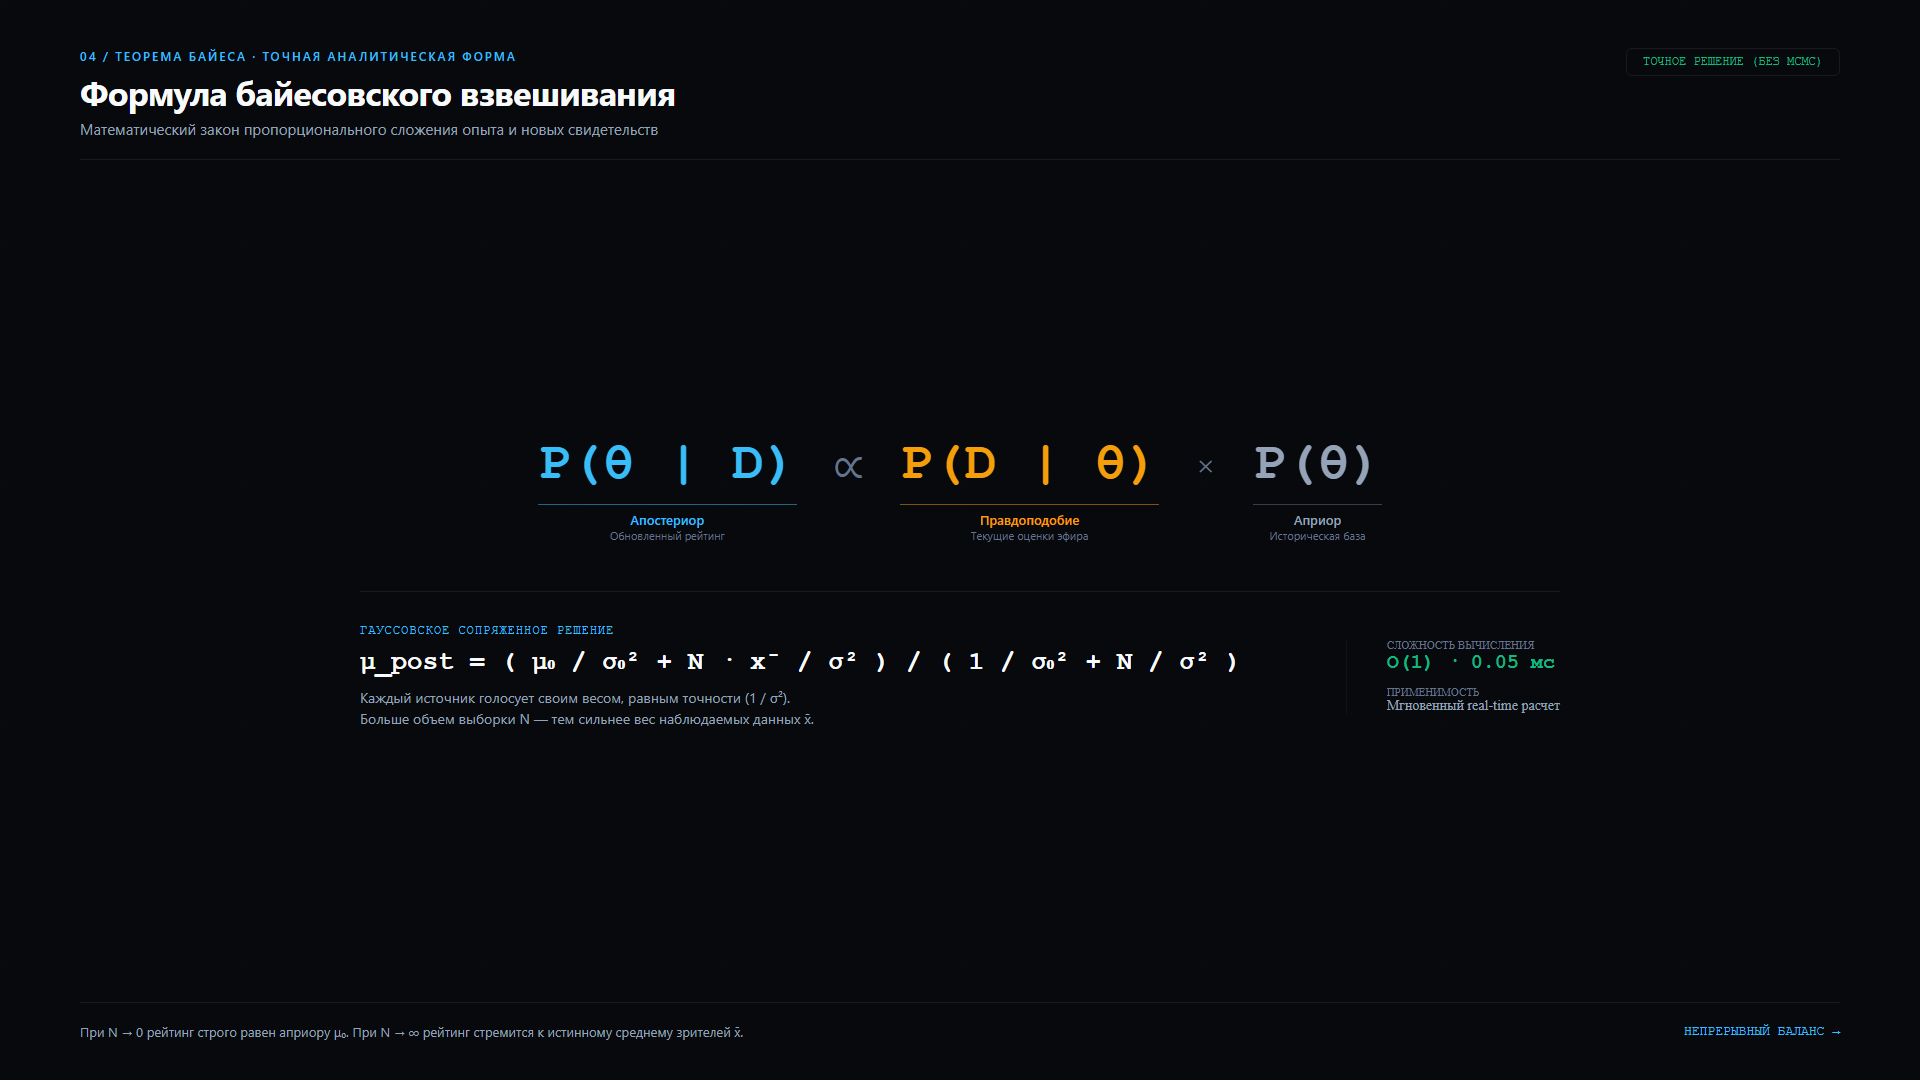 04 / ТЕОРЕМА БАЙЕСА · ТОЧНАЯ АНАЛИТИЧЕСКАЯ ФОРМА
ТОЧНОЕ РЕШЕНИЕ (БЕЗ MCMC)
Формула байесовского взвешивания
Математический закон пропорционального сложения опыта и новых свидетельств
P(θ | D) ∝ P(D | θ) × P(θ)
Апостериор Правдоподобие Априор
Обновленный рейтинг Текущие оценки эфира Историческая база
ГАУССОВСКОЕ СОПРЯЖЕННОЕ РЕШЕНИЕ
μ_post = ( μ₀ / σ₀² + N · x̄ / σ² ) / ( 1 / σ₀² + N / σ² )
Каждый источник голосует своим весом, равным точности (1 / σ²).
Больше объем выборки N — тем сильнее вес наблюдаемых данных x̄.
СЛОЖНОСТЬ ВЫЧИСЛЕНИЯ
O(1) · 0.05 мс
ПРИМЕНИМОСТЬ
Мгновенный real-time расчет
При N → 0 рейтинг строго равен априору μ₀. При N → ∞ рейтинг стремится к истинному среднему зрителей x̄.
НЕПРЕРЫВНЫЙ БАЛАНС →